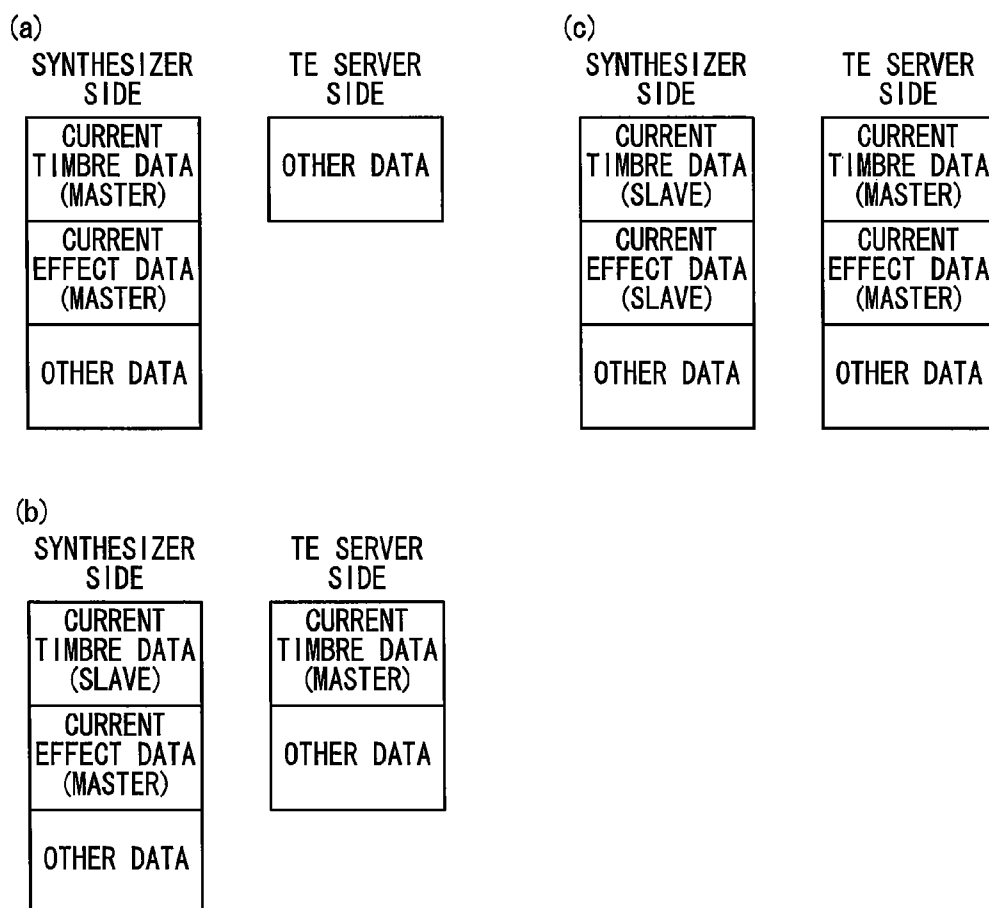 (a)
SYNTHESIZER
SIDE
CURRENT
TIMBRE DATA
(MASTER)
CURRENT
EFFECT DATA
(MASTER)
OTHER DATA
TE SERVER
SIDE
OTHER DATA
(b)
SYNTHESIZER
SIDE
CURRENT
TIMBRE DATA
(SLAVE)
CURRENT
EFFECT DATA
(MASTER)
OTHER DATA
TE SERVER
SIDE
CURRENT
TIMBRE DATA
(MASTER)
OTHER DATA
(c)
SYNTHESIZER
SIDE
CURRENT
TIMBRE DATA
(SLAVE)
CURRENT
EFFECT DATA
(SLAVE)
OTHER DATA
TE SERVER
SIDE
CURRENT
TIMBRE DATA
(MASTER)
CURRENT
EFFECT DATA
(MASTER)
OTHER DATA